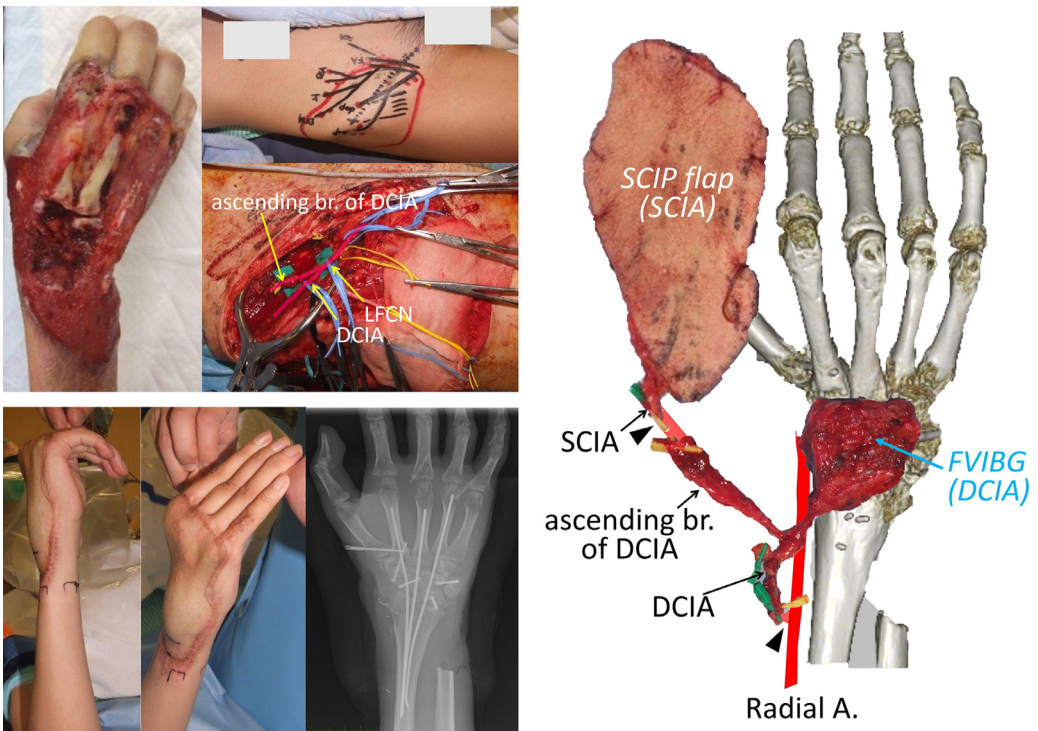 ascending br. of DCIA
LFCN
DCIA
SCIP flap
(SCIA)
SCIA
ascending br.
of DCIA
DCIA
FVIBG
(DCIA)
Radial A.